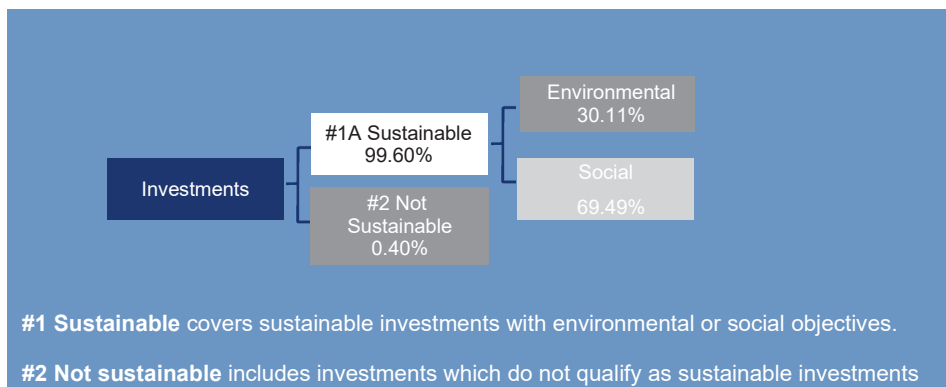 Investments
#1A Sustainable
99.60%
#2 Not
Sustainable
0.40%
Environmental
30.11%
Social
69.49%
#1 Sustainable covers sustainable investments with environmental or social objectives.
#2 Not sustainable includes investments which do not qualify as sustainable investments